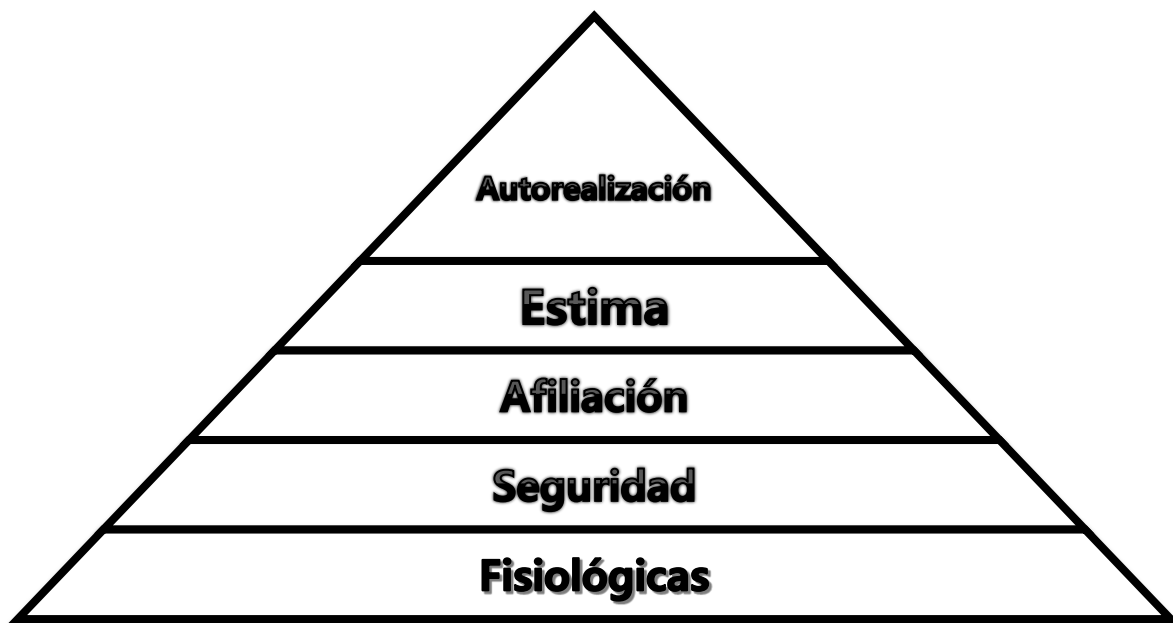 Autorealización
Estima
Afiliación
Seguridad
Fisiológicas